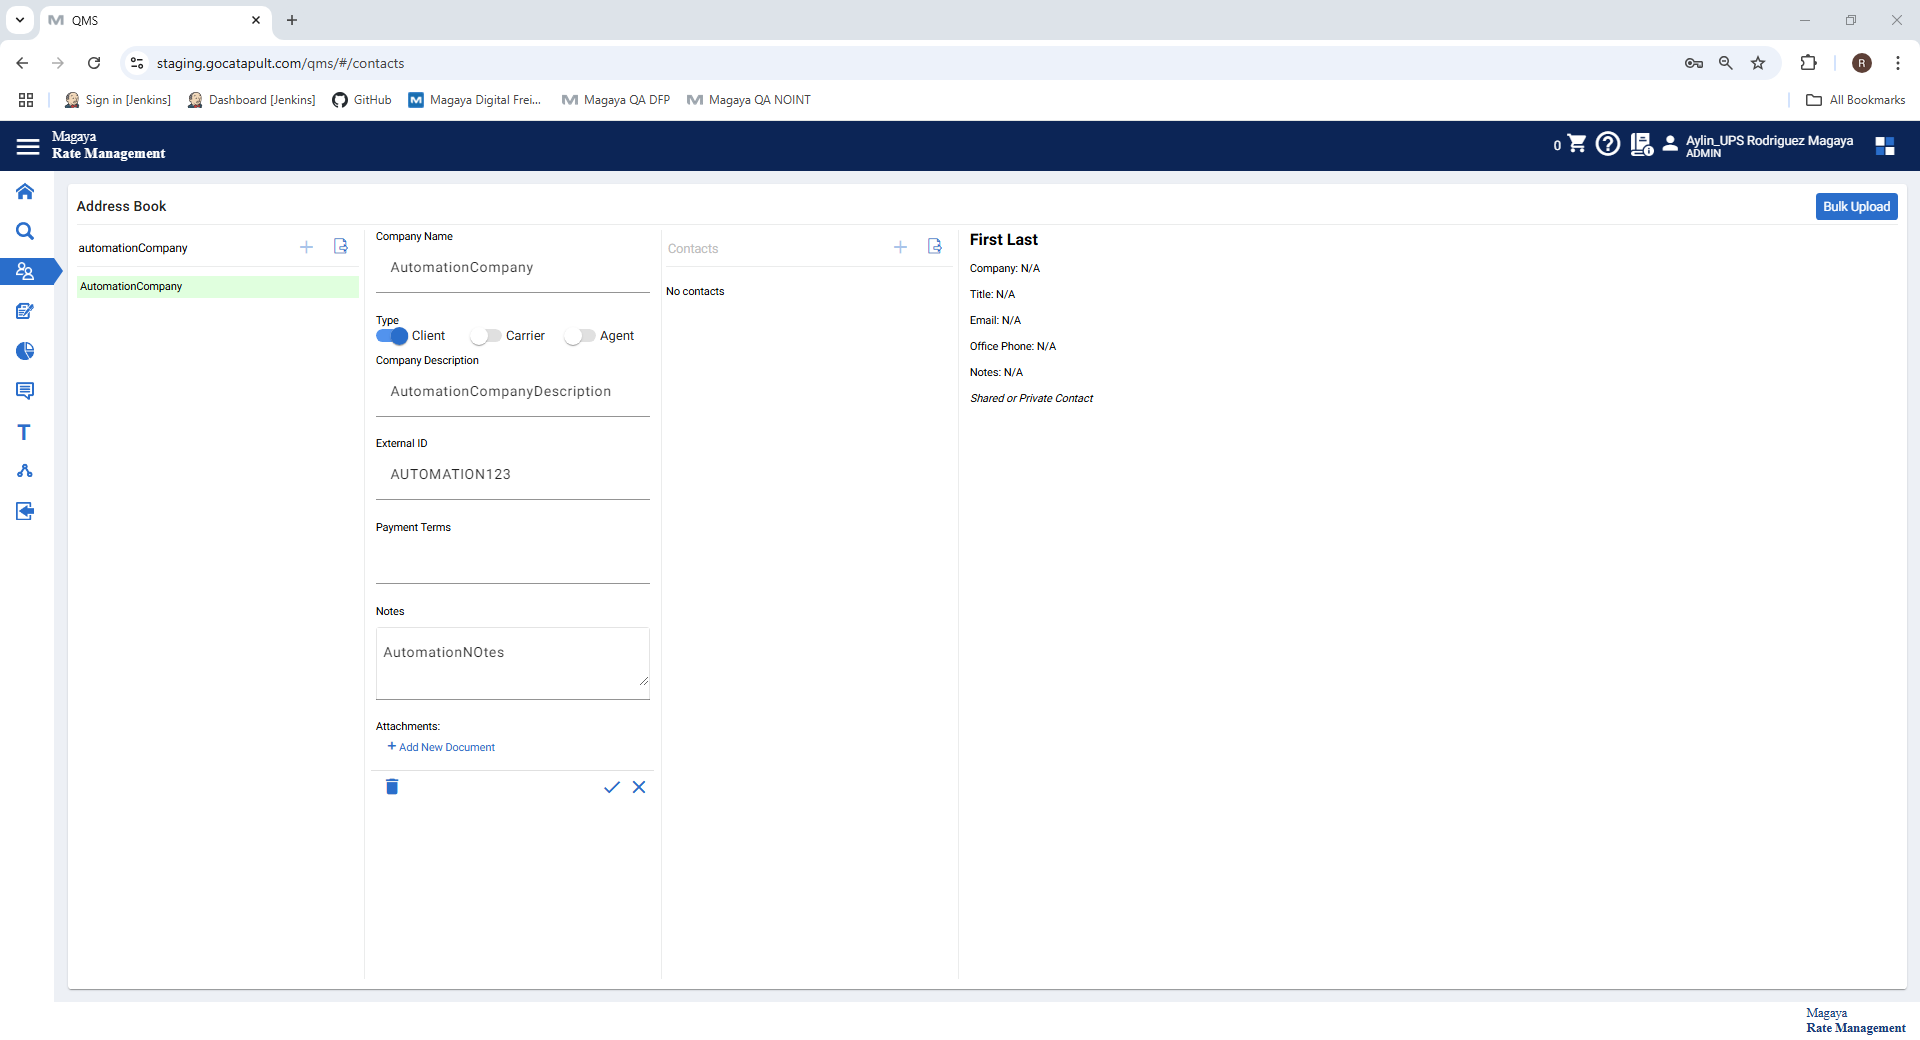 QMS
staging.gocatapult.com/qms/#/contacts
R
Sign in [Jenkins]
Dashboard [Jenkins]
GitHub
Magaya Digital Frei...
Magaya QA DFP
Magaya QA NOINT
All Bookmarks
Magaya
Rate Management
0
Aylin_UPS Rodriguez Magaya
ADMIN
Address Book
Bulk Upload
automationCompany
AutomationCompany
Company Name
AutomationCompany
Type
Client
Carrier
Agent
Company Description
AutomationCompanyDescription
External ID
AUTOMATION123
Payment Terms
Notes
AutomationNOtes
Attachments:
+ Add New Document
Contacts
No contacts
First Last
Company: N/A
Title: N/A
Email: N/A
Office Phone: N/A
Notes: N/A
Shared or Private Contact
Magaya
Rate Management